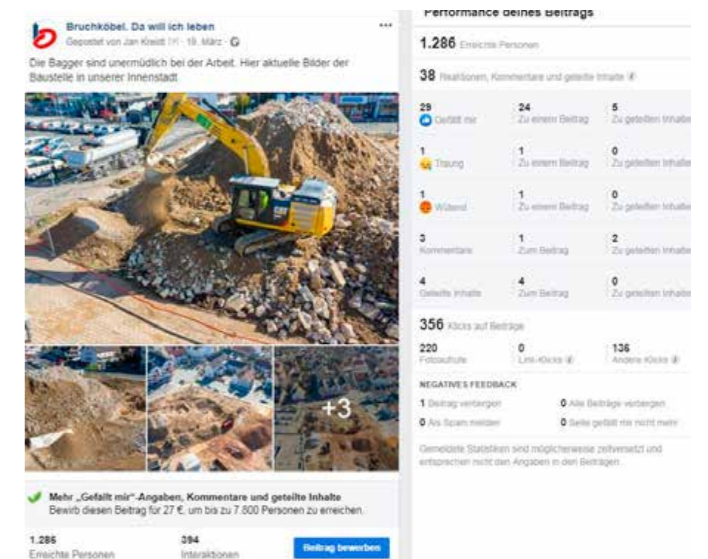 Bruchköbel. Da will ich leben
Gepostet von Jan Kreidl [?] · 19. März ·
Die Bagger sind unermüdlich bei der Arbeit. Hier aktuelle Bilder der
Baustelle in unserer Innenstadt
CAT
+3
Mehr „Gefällt mir“-Angaben, Kommentare und geteilte Inhalte
Bewirb diesen Beitrag für 27 €, um bis zu 7.800 Personen zu erreichen.
1.286
Erreichte Personen
394
Interaktionen
Beitrag bewerben
Performance deines Beitrags
1.286 Erreichte Personen
38 Reaktionen, Kommentare und geteilte Inhalte
29
Gefällt mir
24
Zu einem Beitrag
5
Zu geteilten Inhalte
1
Traurig
1
Zu einem Beitrag
0
Zu geteilten Inhalte
1
Wütend
1
Zu einem Beitrag
0
Zu geteilten Inhalte
3
Kommentare
1
Zum Beitrag
2
Zu geteilten Inhalte
4
Geteilte Inhalte
4
Zum Beitrag
0
Zu geteilten Inhalte
356 Klicks auf Beiträge
220
Fotoaufrufe
0
Link-Klicks
136
Andere Klicks
NEGATIVES FEEDBACK
1 Beitrag verbergen
0 Alle Beiträge verbergen
0 Als Spam melden
0 Seite gefällt mir nicht mehr
Gemeldete Statistiken sind möglicherweise zeitversetzt und
entsprechen nicht den Angaben in den Beiträgen.